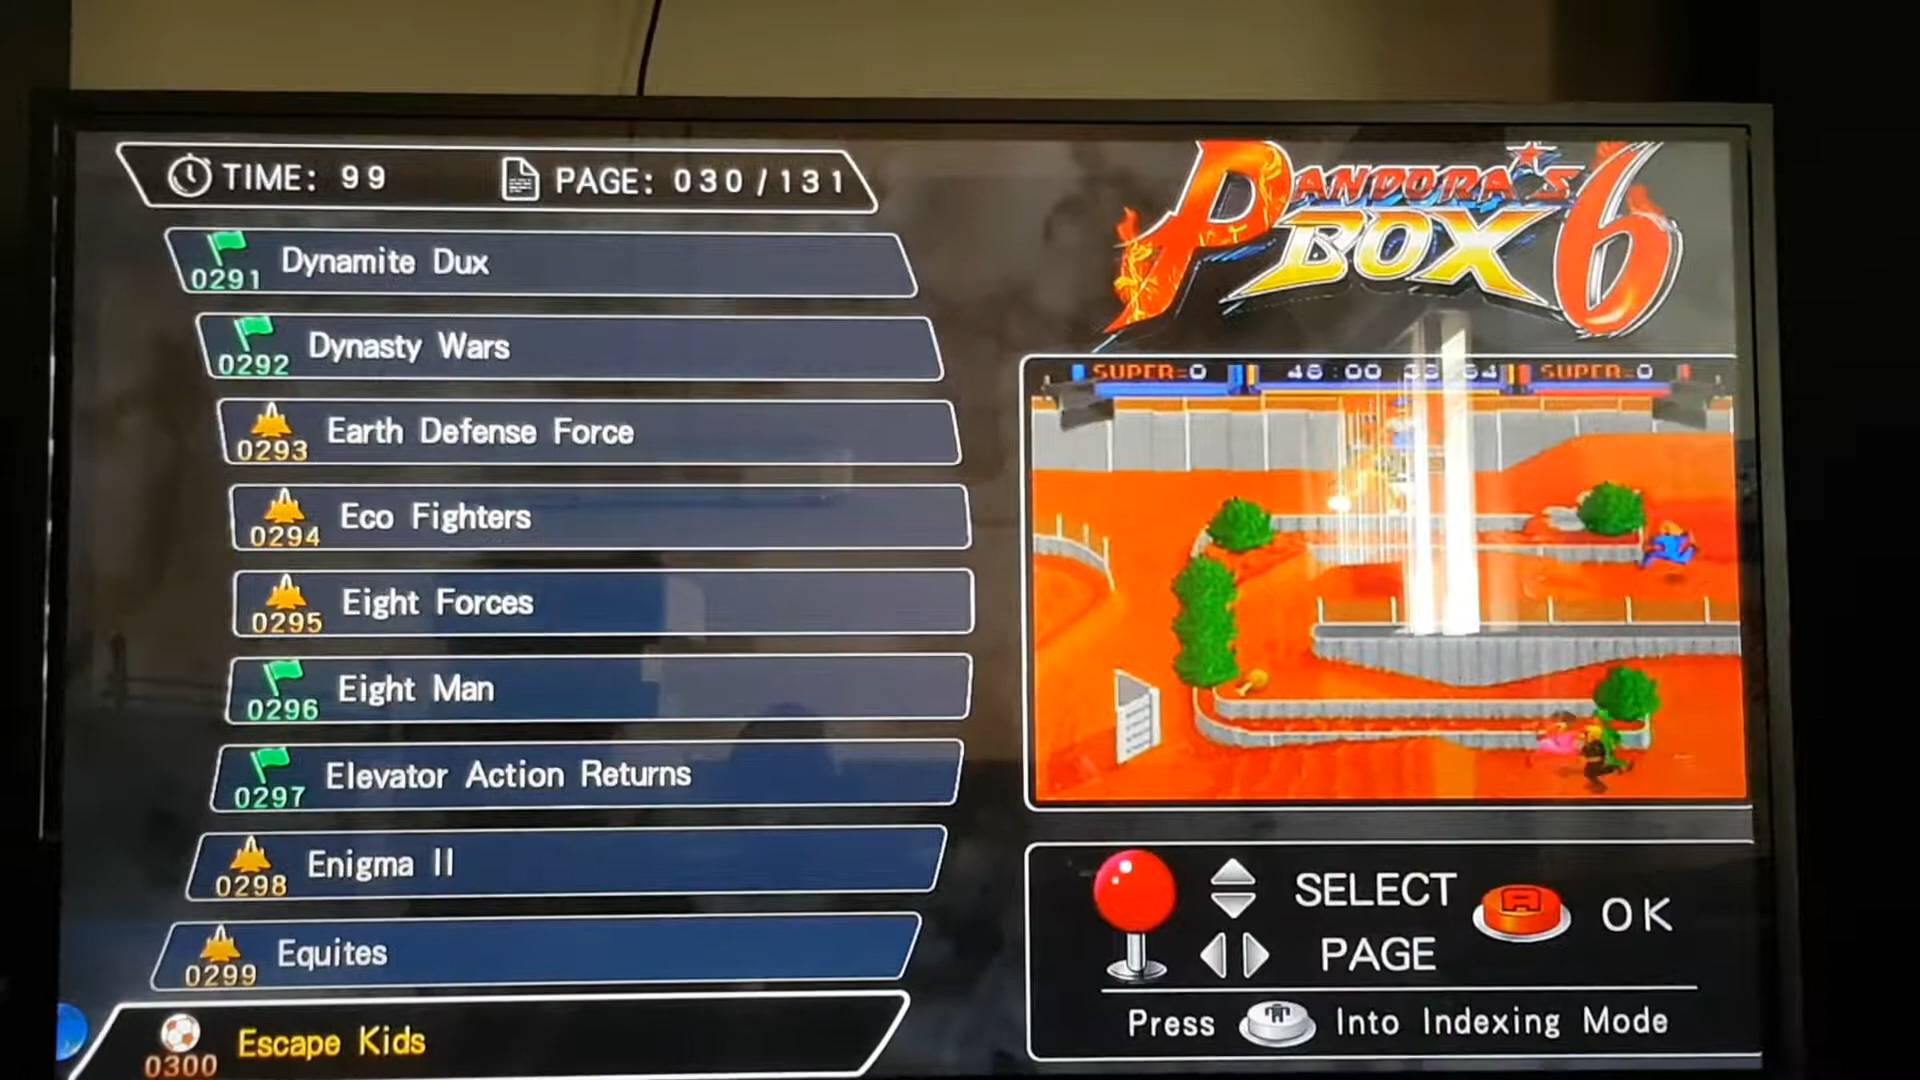 TIME: 99
PAGE: 030/131
0291 Dynamite Dux
0292 Dynasty Wars
0293 Earth Defense Force
0294 Eco Fighters
0295 Eight Forces
0296 Eight Man
0297 Elevator Action Returns
0298 Enigma II
0299 Equites
0300 Escape Kids
PANDORA'S
BOX 6
SUPER=0
SUPER=0
SELECT
PAGE
A OK
Press Into Indexing Mode